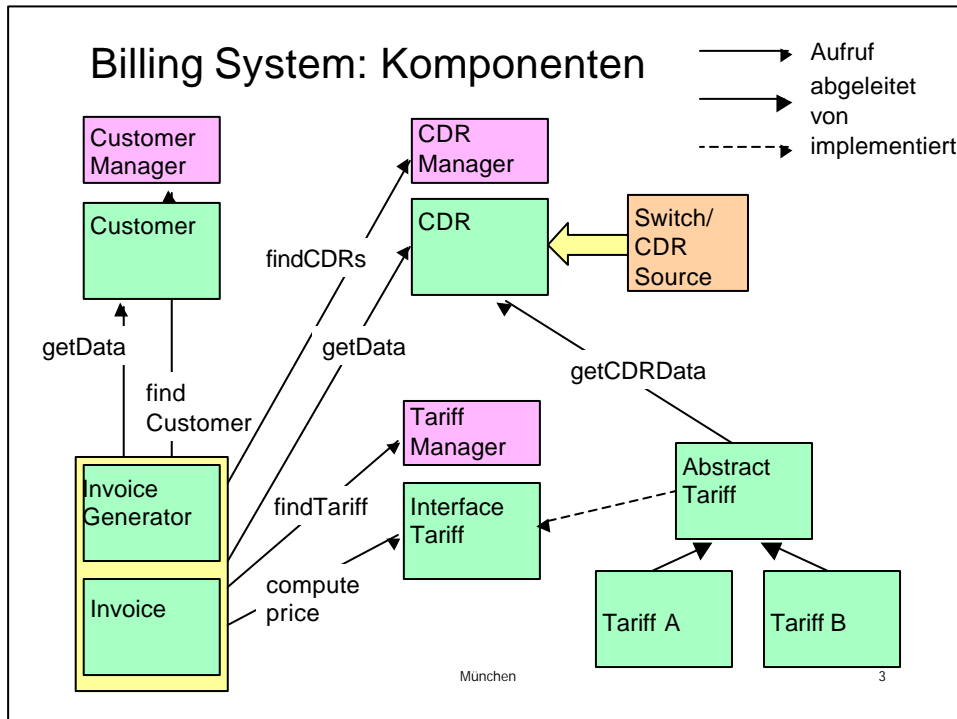 Billing System: Komponenten
Aufruf
abgeleitet
von
implementiert
Customer
Manager
CDR
Manager
Customer
CDR
Switch/
CDR
Source
findCDRs
getData
getData
getCDRData
find
Customer
Tariff
Manager
Abstract
Tariff
Invoice
Generator
findTariff
Interface
Tariff
compute
price
Invoice
Tariff A
Tariff B
München
3